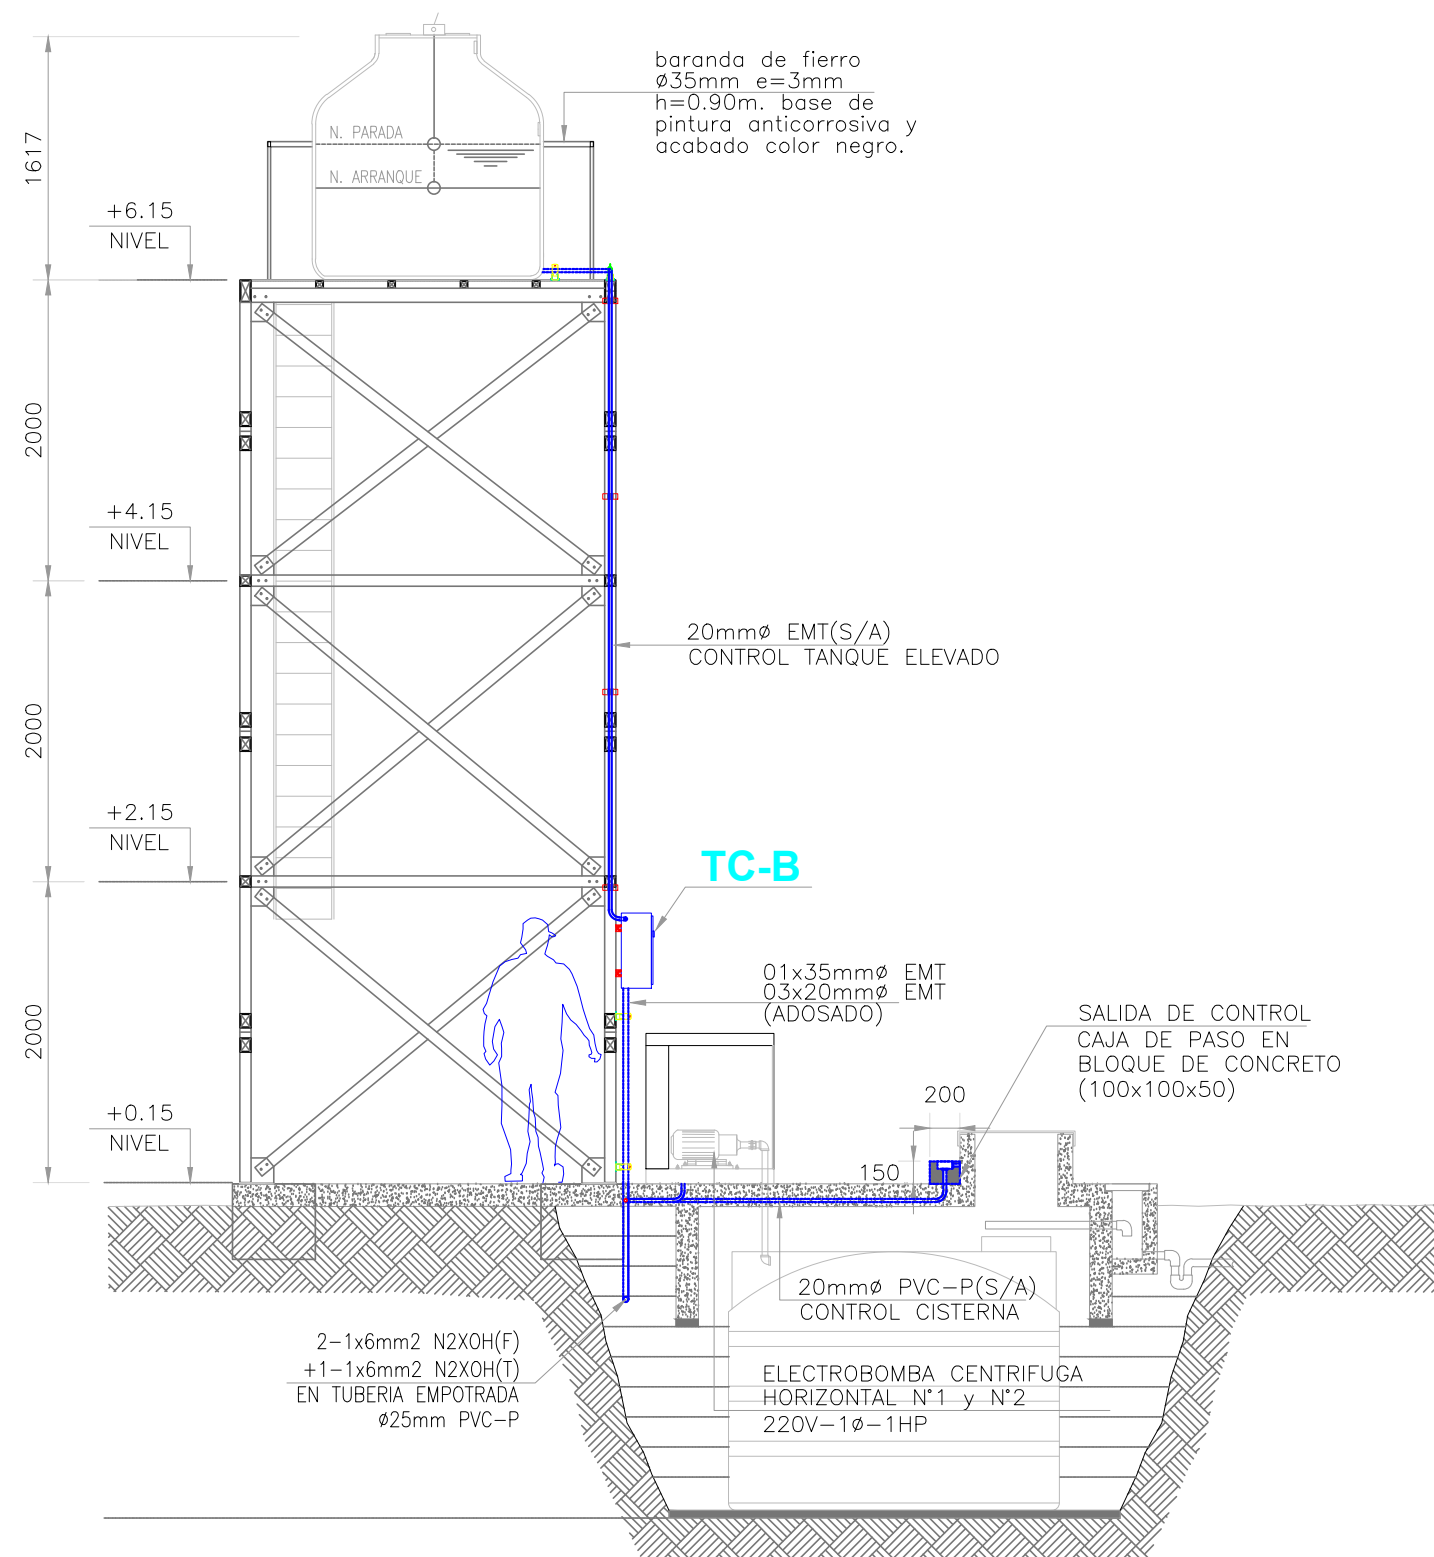 baranda de fierro
ø35mm e=3mm
h=0.90m. base de
pintura anticorrosiva y
acabado color negro.
N. PARADA
N. ARRANQUE
1617
+6.15
NIVEL
2000
+4.15
NIVEL
20mmø EMT(S/A)
CONTROL TANQUE ELEVADO
2000
+2.15
NIVEL
TC-B
01x35mmø EMT
03x20mmø EMT
(ADOSADO)
2000
SALIDA DE CONTROL
CAJA DE PASO EN
BLOQUE DE CONCRETO
(100x100x50)
200
+0.15
NIVEL
150
20mmø PVC-P(S/A)
CONTROL CISTERNA
2-1x6mm2 N2XOH(F)
+1-1x6mm2 N2XOH(T)
EN TUBERIA EMPOTRADA
ø25mm PVC-P
ELECTROBOMBA CENTRIFUGA
HORIZONTAL N°1 y N°2
220V-1ø-1HP